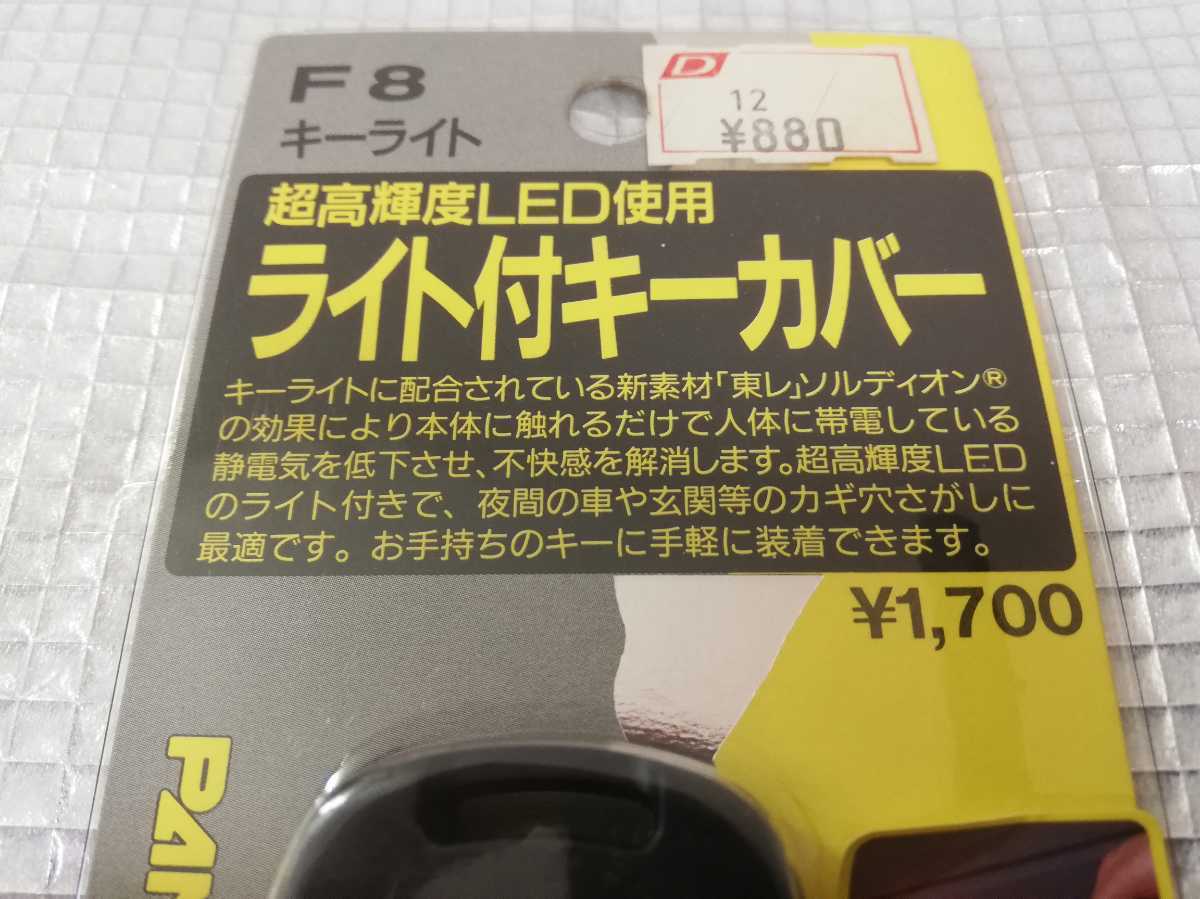 F8
キーライト
D
12
¥880
超高輝度LED使用
ライト付キーカバー
キーライトに配合されている新素材「東レ」ソルディオン®
の効果により本体に触れるだけで人体に帯電している
静電気を低下させ、不快感を解消します。超高輝度LED
のライト付きで、夜間の車や玄関等のカギ穴さがしに
最適です。お手持ちのキーに手軽に装着できます。
¥1,700